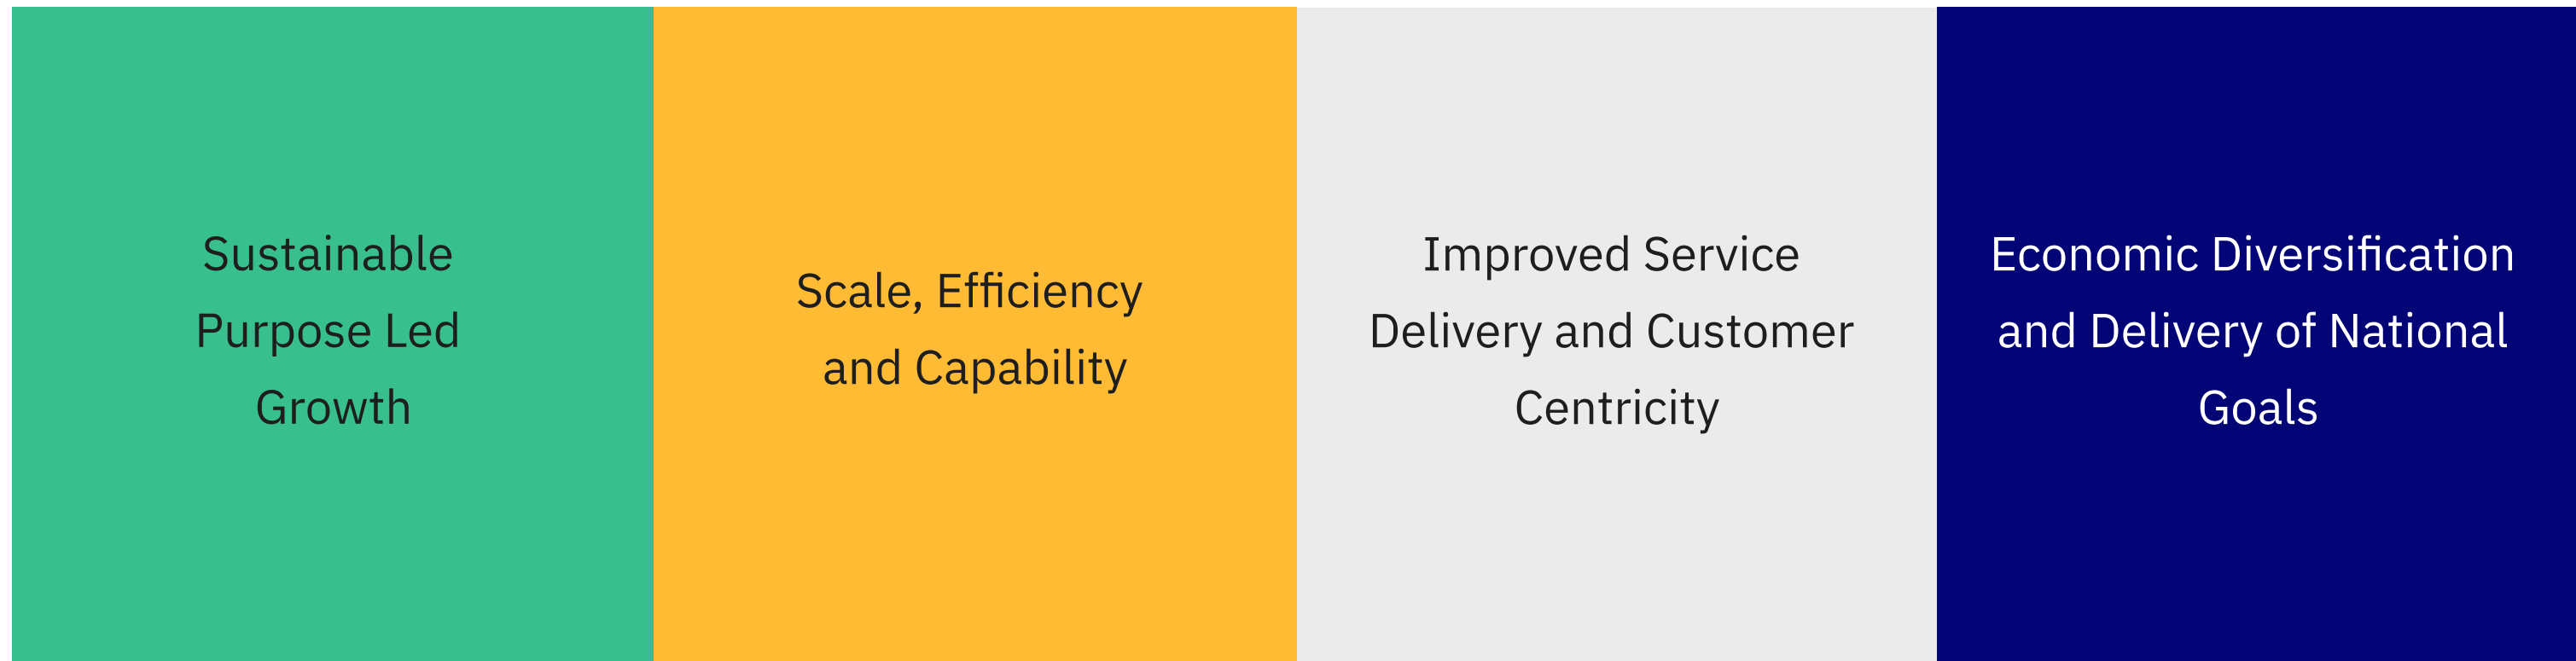 Sustainable
Purpose Led
Growth
Scale, Efficiency
and Capability
Improved Service
Delivery and Customer
Centricity
Economic Diversification
and Delivery of National
Goals